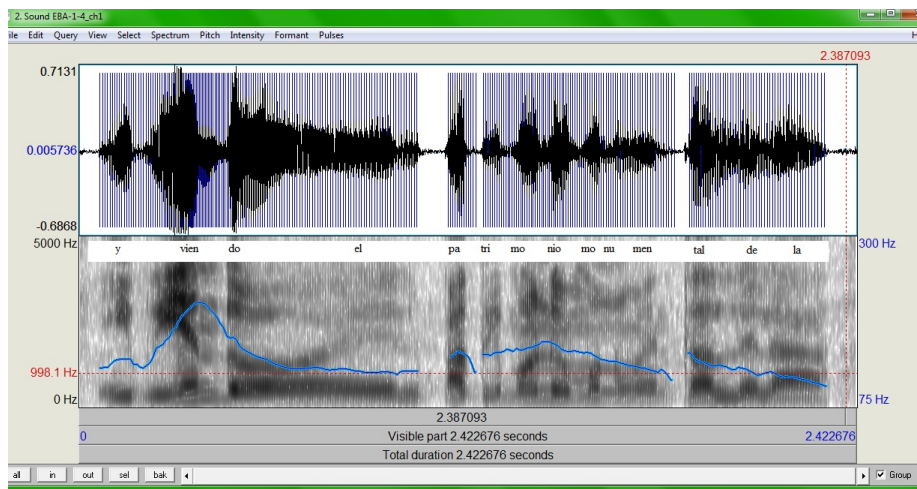 2. Sound EBA-1-4_ch1
ile Edit Query View Select Spectrum Pitch Intensity Formant Pulses H
2.387093
0.7131
0.005736
-0.6868
5000 Hz y vien do el pa tri mo nio mo nu men tal de la 300 Hz
998.1 Hz
0 Hz 75 Hz
2.387093
0 Visible part 2.422676 seconds 2.422676
Total duration 2.422676 seconds
all in out sel bak Group